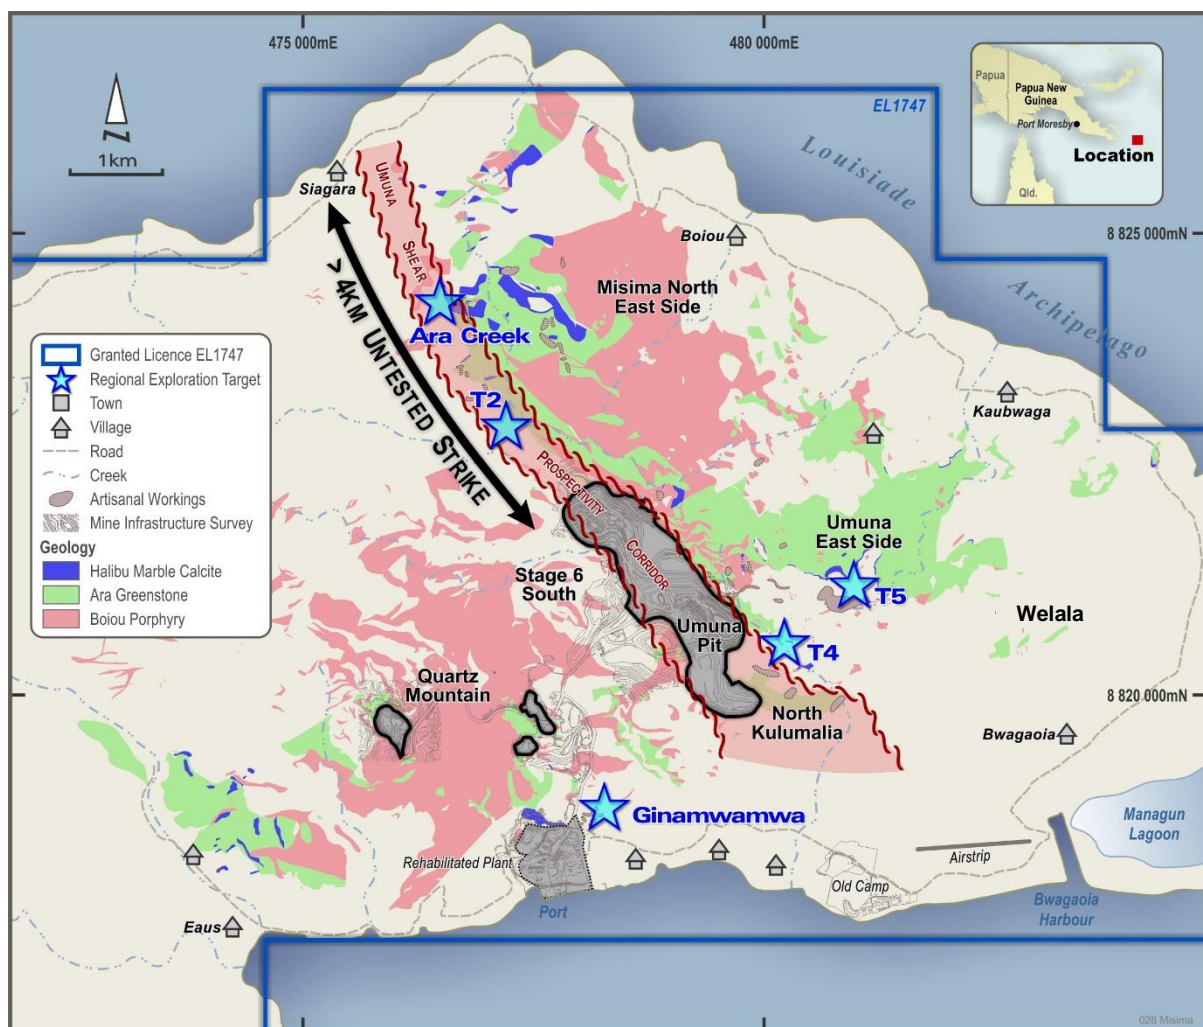 475 000mE
480 000mE
N
1km
EL1747
Papua
Papua New
Guinea
Port Moresby
Location
Qld.
Louisiade
Archipelago
8 825 000mN
8 820 000mN
Siagara
Boiou
Kaubwaga
Bwagaoia
Eaus
UMUNA
SHEAR
PROSPECTIVITY
CORRIDOR
> 4KM UNTESTED STRIKE
Misima North
East Side
Ara Creek
T2
Granted Licence EL1747
Regional Exploration Target
Town
Village
Road
Creek
Artisanal Workings
Mine Infrastructure Survey
Geology
Halibu Marble Calcite
Ara Greenstone
Boiou Porphyry
Umuna
East Side
T5
T4
Stage 6
South
Umuna
Pit
Welala
Quartz
Mountain
North
Kulumalia
Ginamwamwa
Rehabilitated Plant
Port
Old Camp
Airstrip
Managun
Lagoon
Bwagaoia
Harbour
028 Misima